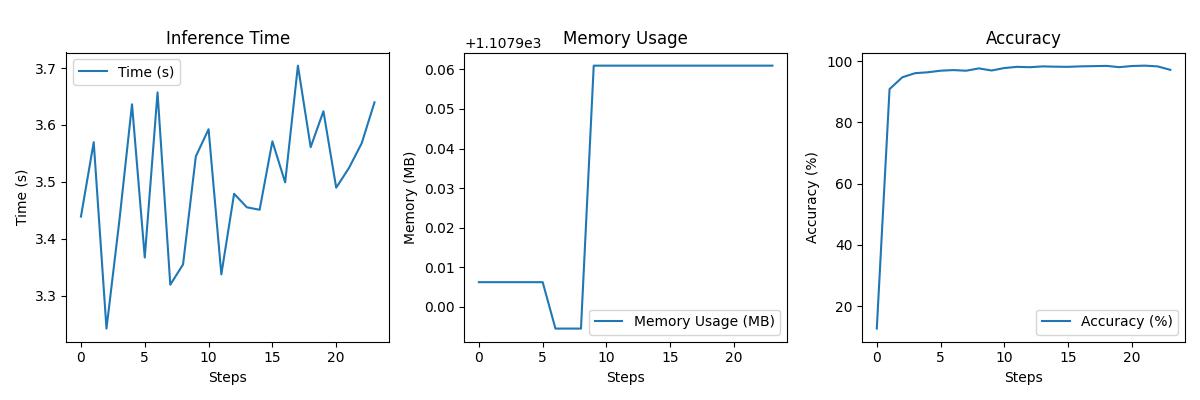 Inference Time
Time (s)
3.7
3.6
3.5
3.4
3.3
Time (s)
0
5
10
15
20
Steps
Memory Usage
+1.1079e3
0.06
0.05
0.04
0.03
0.02
0.01
0.00
Memory (MB)
Memory Usage (MB)
0
5
10
15
20
Steps
Accuracy
100
80
60
40
20
Accuracy (%)
Accuracy (%)
0
5
10
15
20
Steps